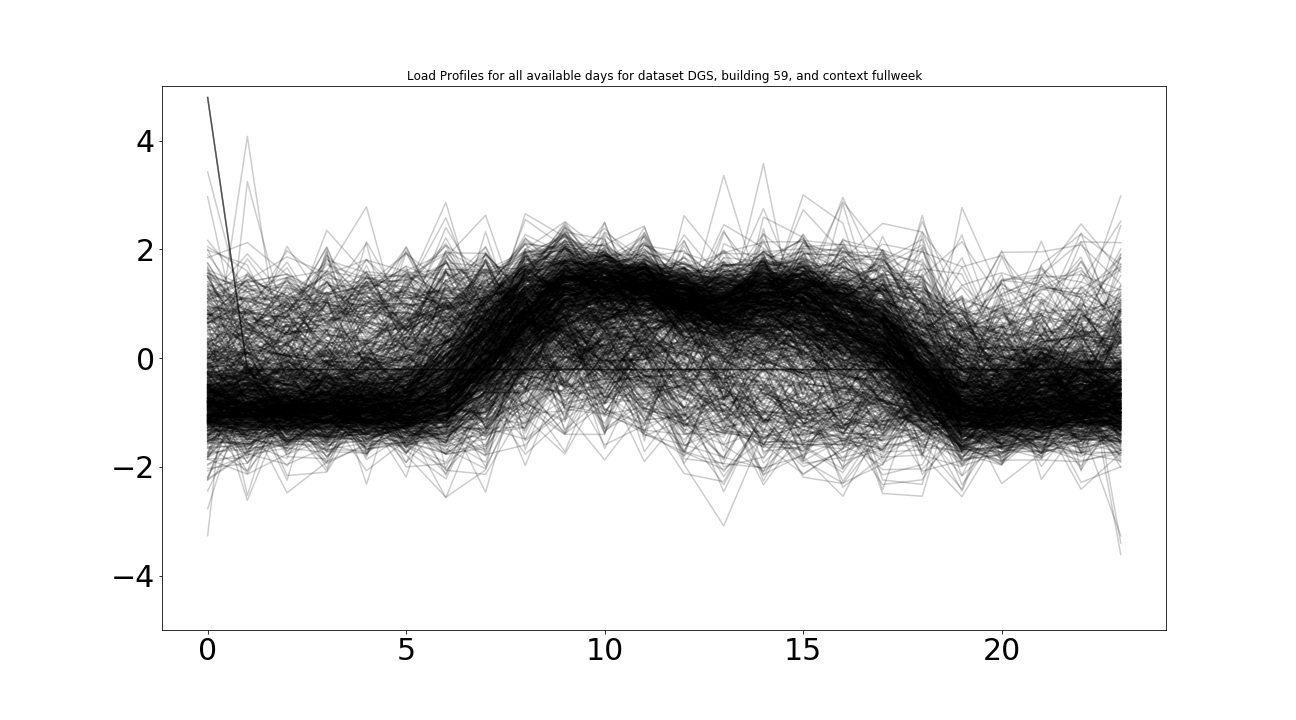 Load Profiles for all available days for dataset DGS, building 59, and context fullweek
4
2
0
−2
−4
0 5 10 15 20